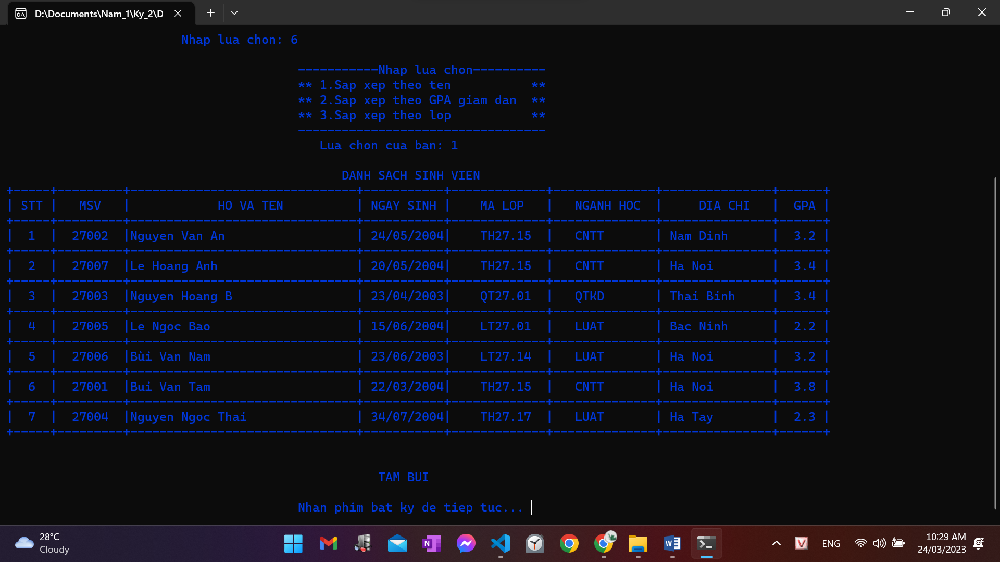 D:\Documents\Nam_1\Ky_2\D
Nhap lua chon: 6
-----------Nhap lua chon----------
** 1.Sap xep theo ten **
** 2.Sap xep theo GPA giam dan **
** 3.Sap xep theo lop **
----------------------------------
Lua chon cua ban: 1
DANH SACH SINH VIEN
| STT | MSV | HO VA TEN | NGAY SINH | MA LOP | NGANH HOC | DIA CHI | GPA |
| 1 | 27002 |Nguyen Van An | 24/05/2004| TH27.15 | CNTT | Nam Dinh | 3.2 |
| 2 | 27007 |Le Hoang Anh | 20/05/2004| TH27.15 | CNTT | Ha Noi | 3.4 |
| 3 | 27003 |Nguyen Hoang B | 23/04/2003| QT27.01 | QTKD | Thai Binh | 3.4 |
| 4 | 27005 |Le Ngoc Bao | 15/06/2004| LT27.01 | LUAT | Bac Ninh | 2.2 |
| 5 | 27006 |Bùi Van Nam | 23/06/2003| LT27.14 | LUAT | Ha Noi | 3.2 |
| 6 | 27001 |Bui Van Tam | 22/03/2004| TH27.15 | CNTT | Ha Noi | 3.8 |
| 7 | 27004 |Nguyen Ngoc Thai | 34/07/2004| TH27.17 | LUAT | Ha Tay | 2.3 |
TAM BUI
Nhan phim bat ky de tiep tuc...
28°C
Cloudy
ENG
10:29 AM
24/03/2023